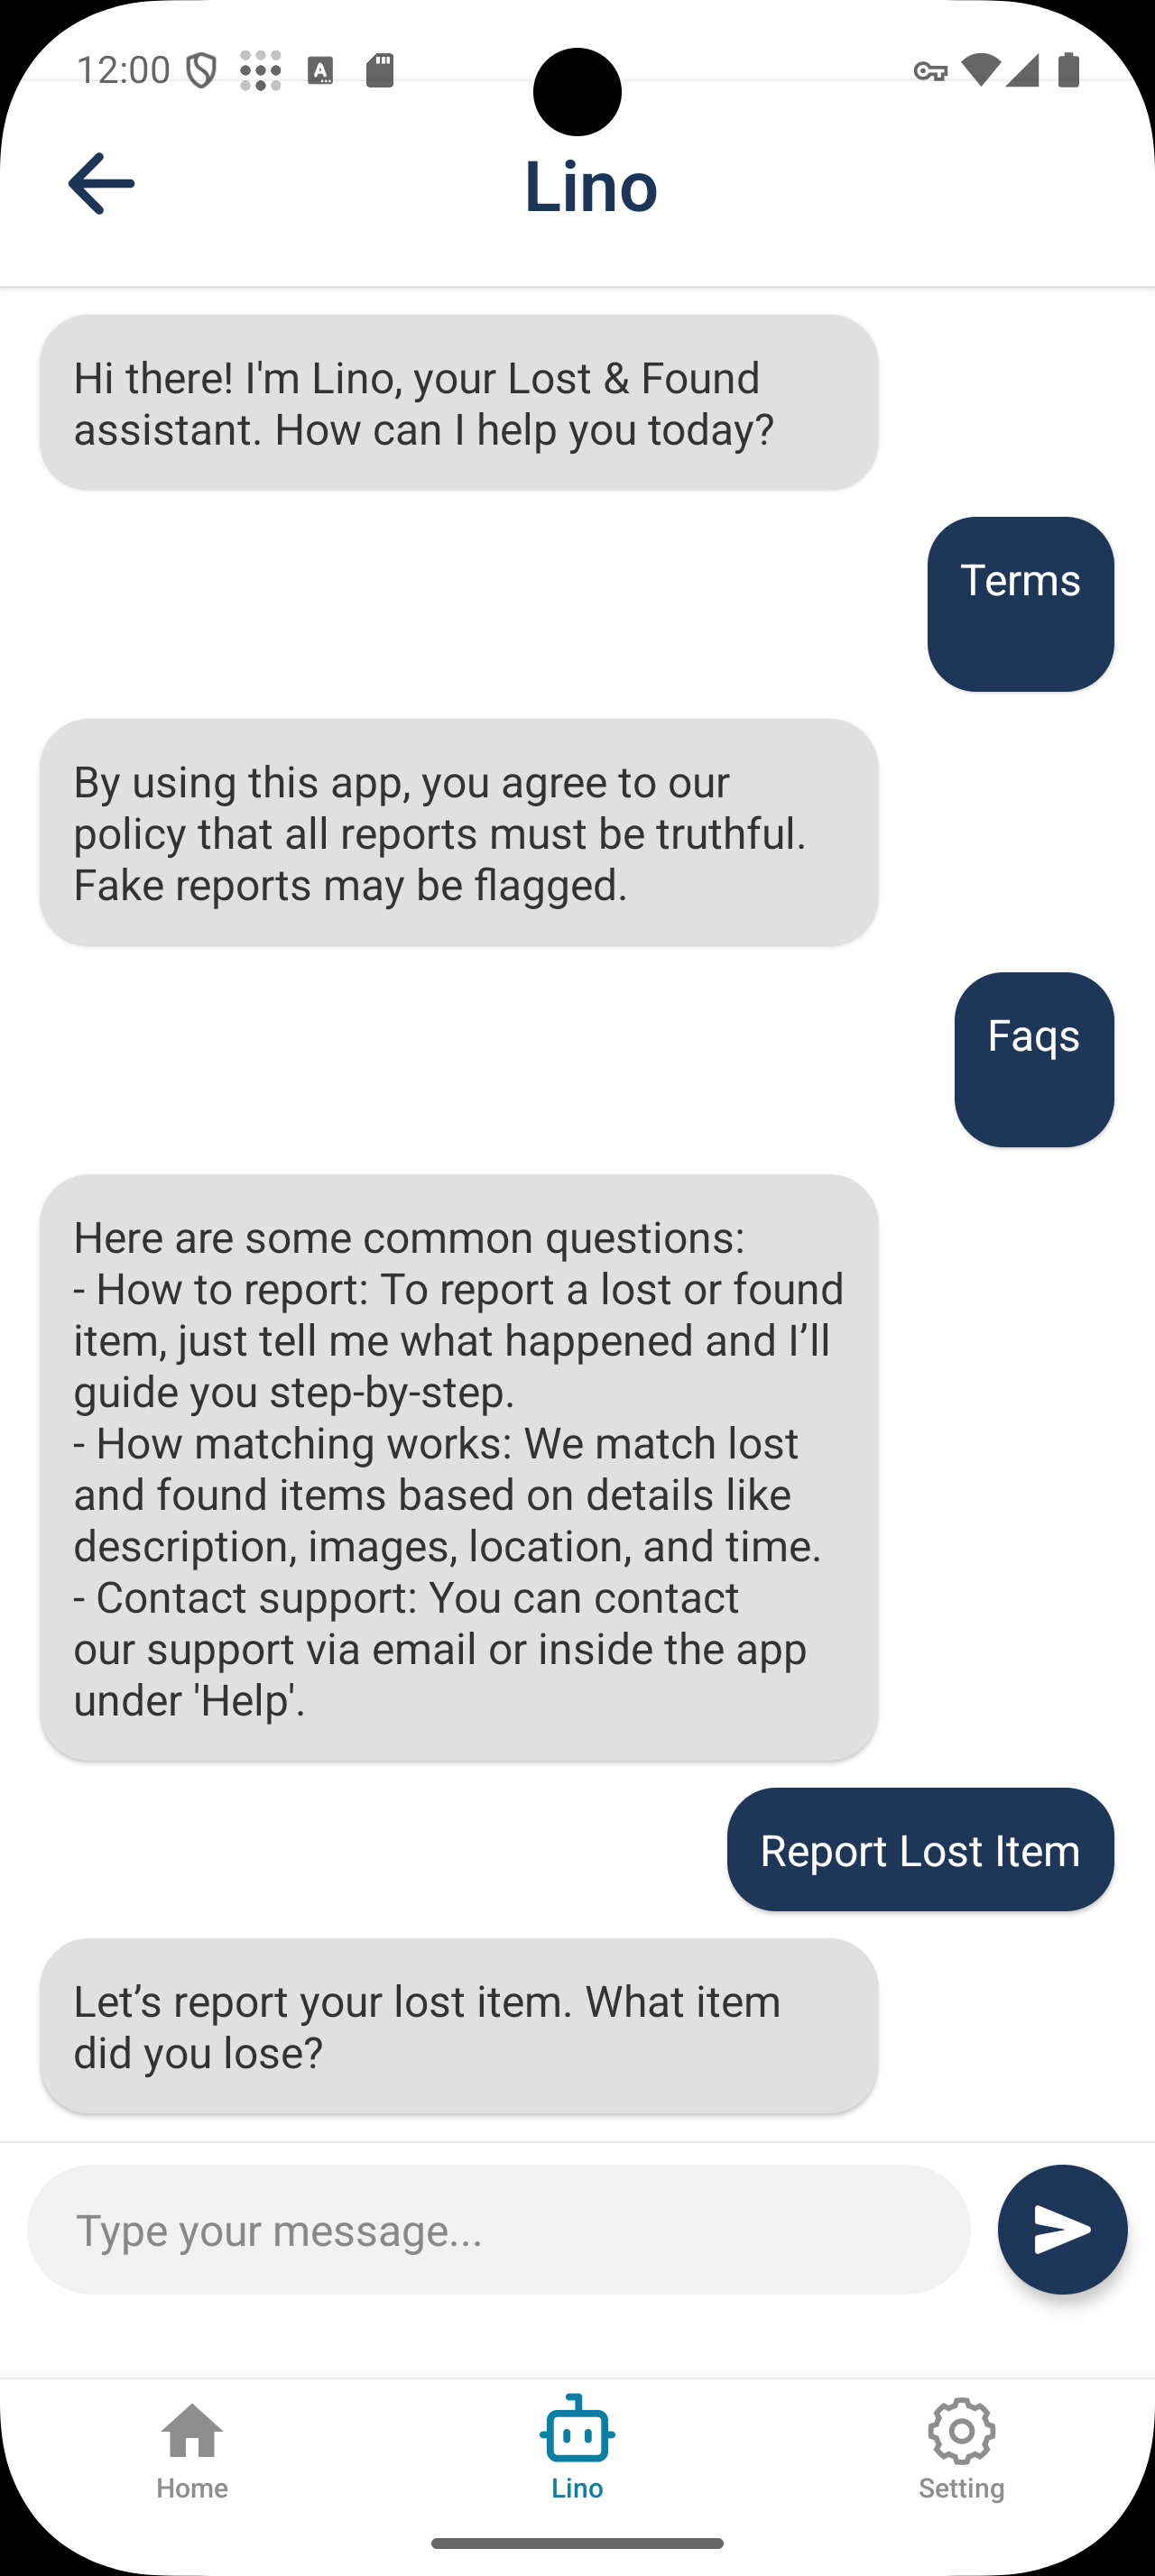 12:00
Lino
Hi there! I'm Lino, your Lost & Found
assistant. How can I help you today?
Terms
By using this app, you agree to our
policy that all reports must be truthful.
Fake reports may be flagged.
Faqs
Here are some common questions:
- How to report: To report a lost or found
item, just tell me what happened and I’ll
guide you step-by-step.
- How matching works: We match lost
and found items based on details like
description, images, location, and time.
- Contact support: You can contact
our support via email or inside the app
under 'Help'.
Report Lost Item
Let’s report your lost item. What item
did you lose?
Type your message...
Home
Lino
Setting